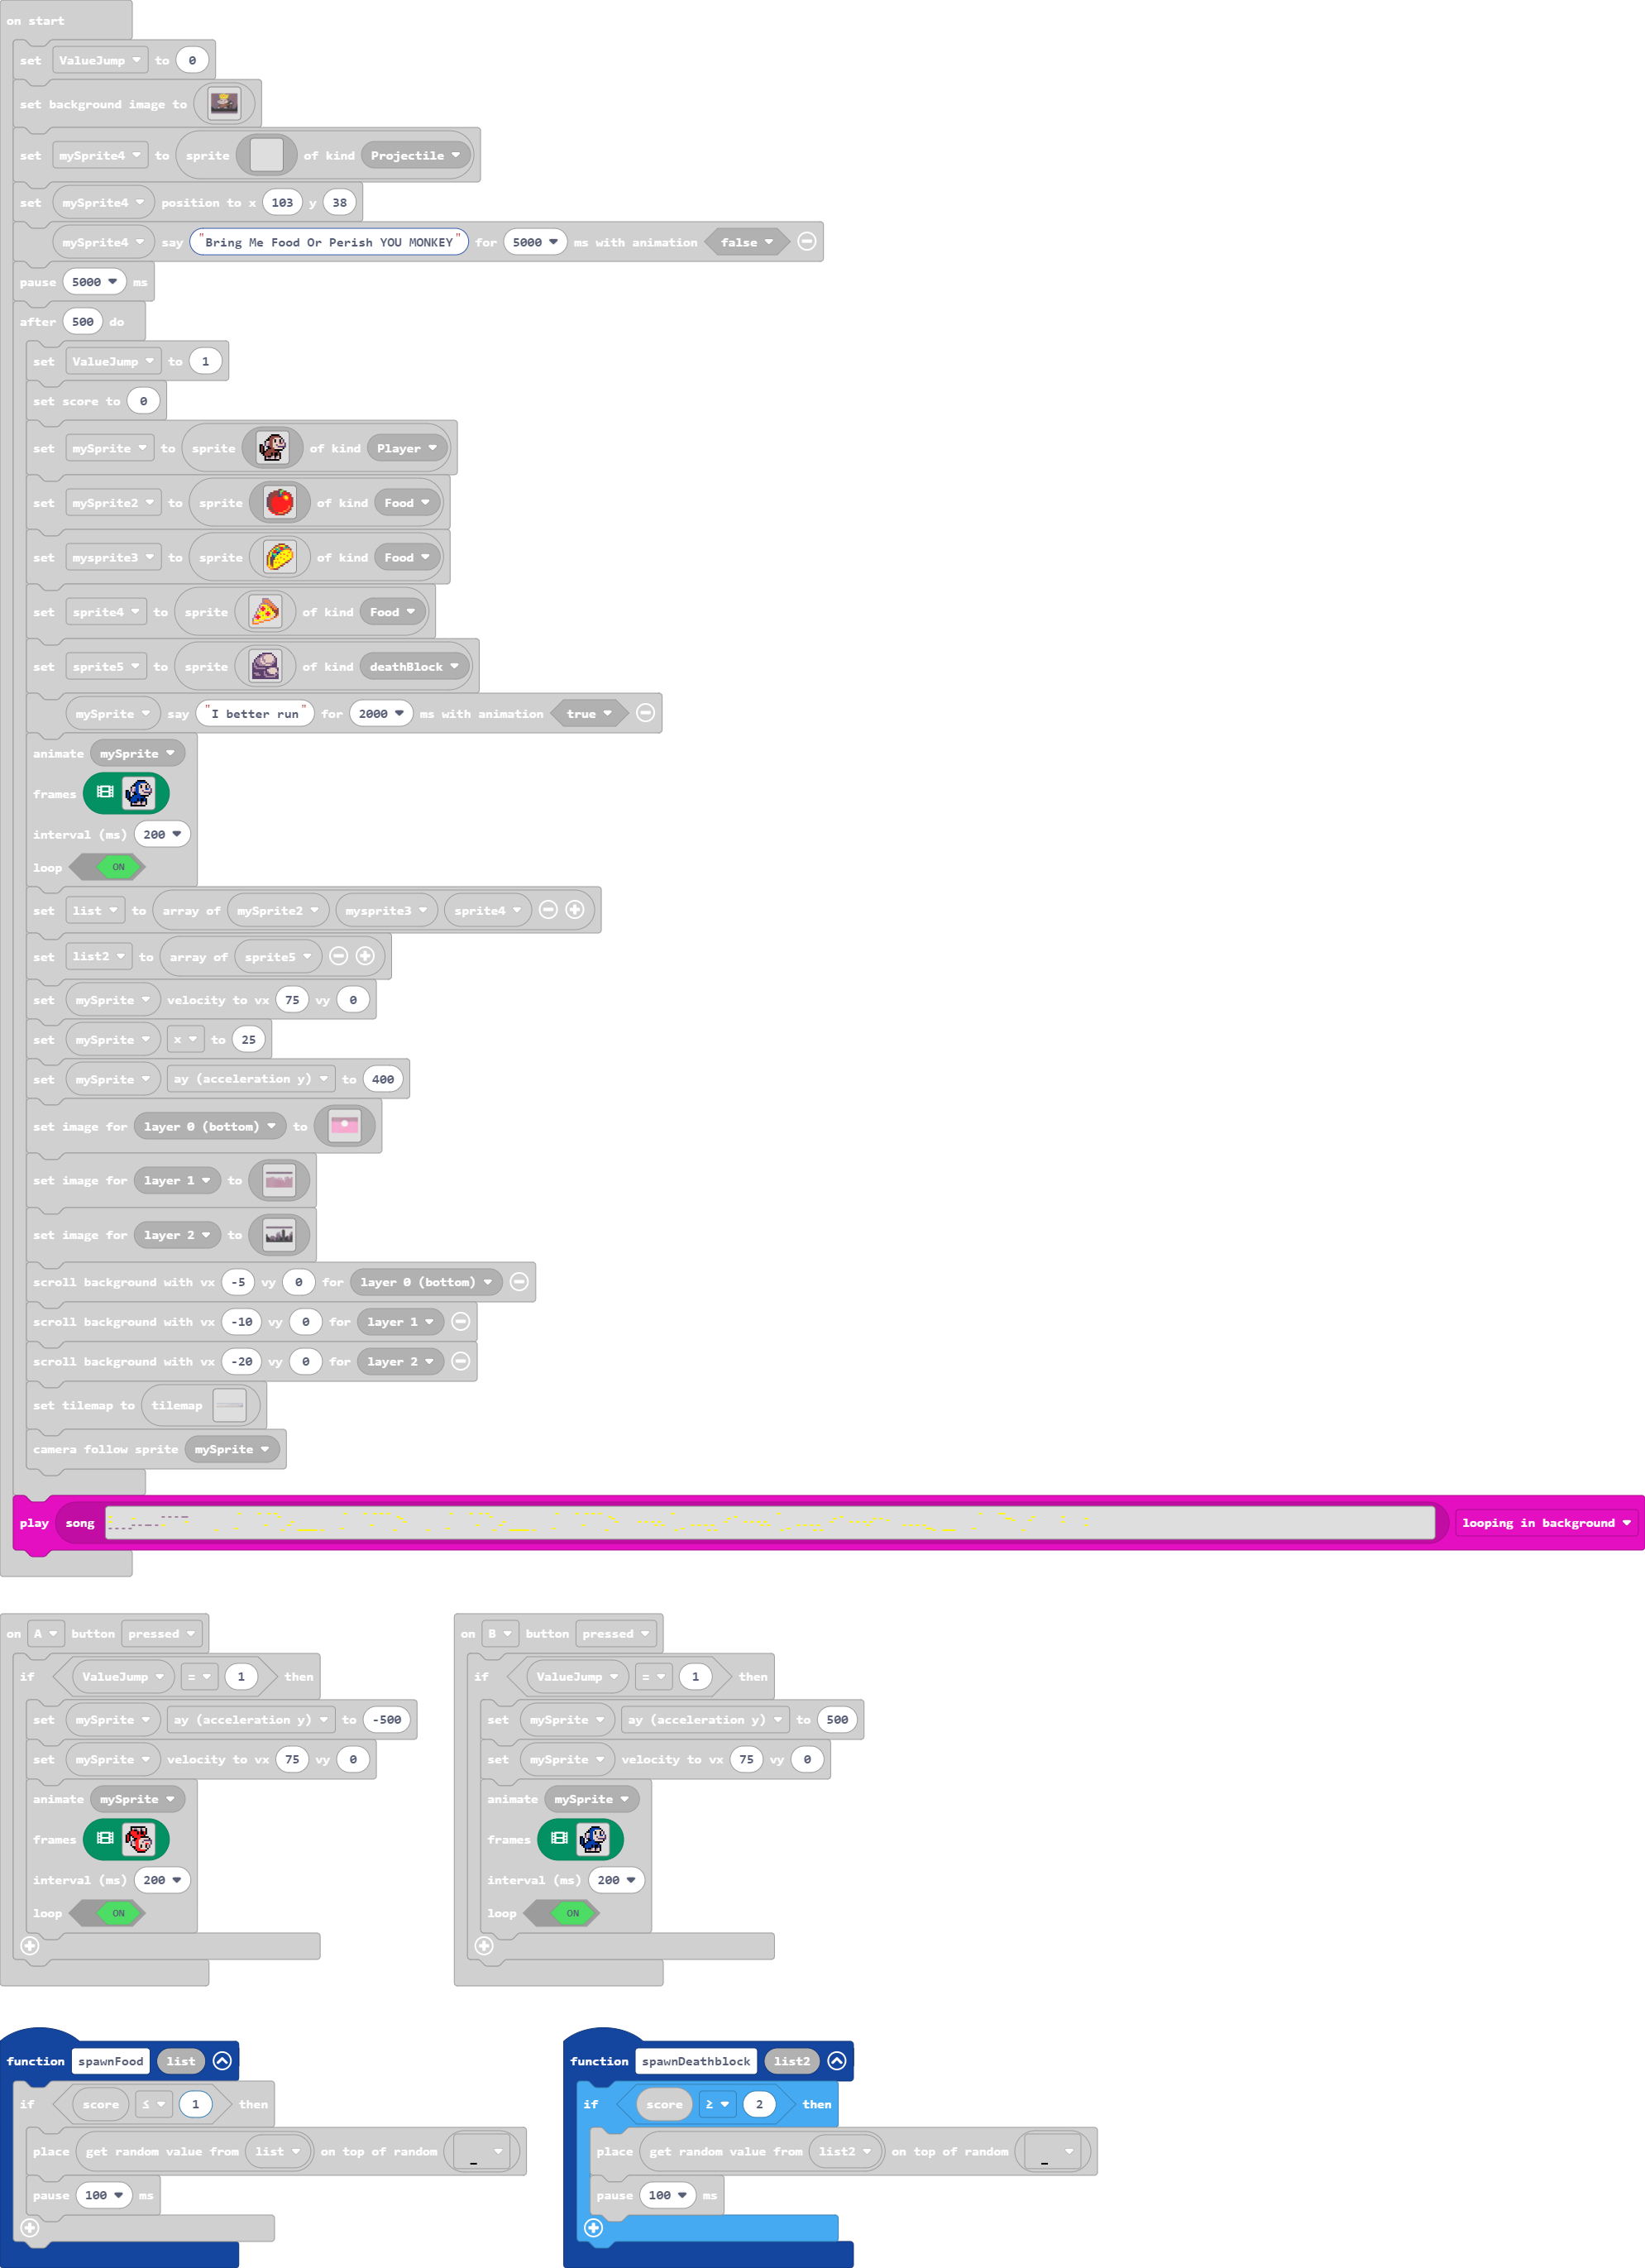 on start
set ValueJump to 0
set background image to
set mySprite4 to sprite of kind Projectile
set mySprite4 position to x 103 y 38
mySprite4 say "Bring Me Food Or Perish YOU MONKEY" for 5000 ms with animation false
pause 5000 ms
after 500 do
set ValueJump to 1
set score to 0
set mySprite to sprite of kind Player
set mySprite2 to sprite of kind Food
set mysprite3 to sprite of kind Food
set sprite4 to sprite of kind Food
set sprite5 to sprite of kind deathBlock
mySprite say "I better run" for 2000 ms with animation true
animate mySprite
frames
interval (ms) 200
loop ON
set list to array of mySprite2 mysprite3 sprite4
set list2 to array of sprite5
set mySprite velocity to vx 75 vy 0
set mySprite x to 25
set mySprite ay (acceleration y) to 400
set image for layer 0 (bottom) to
set image for layer 1 to
set image for layer 2 to
scroll background with vx -5 vy 0 for layer 0 (bottom)
scroll background with vx -10 vy 0 for layer 1
scroll background with vx -20 vy 0 for layer 2
set tilemap to tilemap
camera follow sprite mySprite
play song looping in background
on A button pressed
if ValueJump = 1 then
set mySprite ay (acceleration y) to -500
set mySprite velocity to vx 75 vy 0
animate mySprite
frames
interval (ms) 200
loop ON
on B button pressed
if ValueJump = 1 then
set mySprite ay (acceleration y) to 500
set mySprite velocity to vx 75 vy 0
animate mySprite
frames
interval (ms) 200
loop ON
function spawnFood list
if score ≤ 1 then
place get random value from list on top of random
pause 100 ms
function spawnDeathblock list2
if score ≥ 2 then
place get random value from list2 on top of random
pause 100 ms